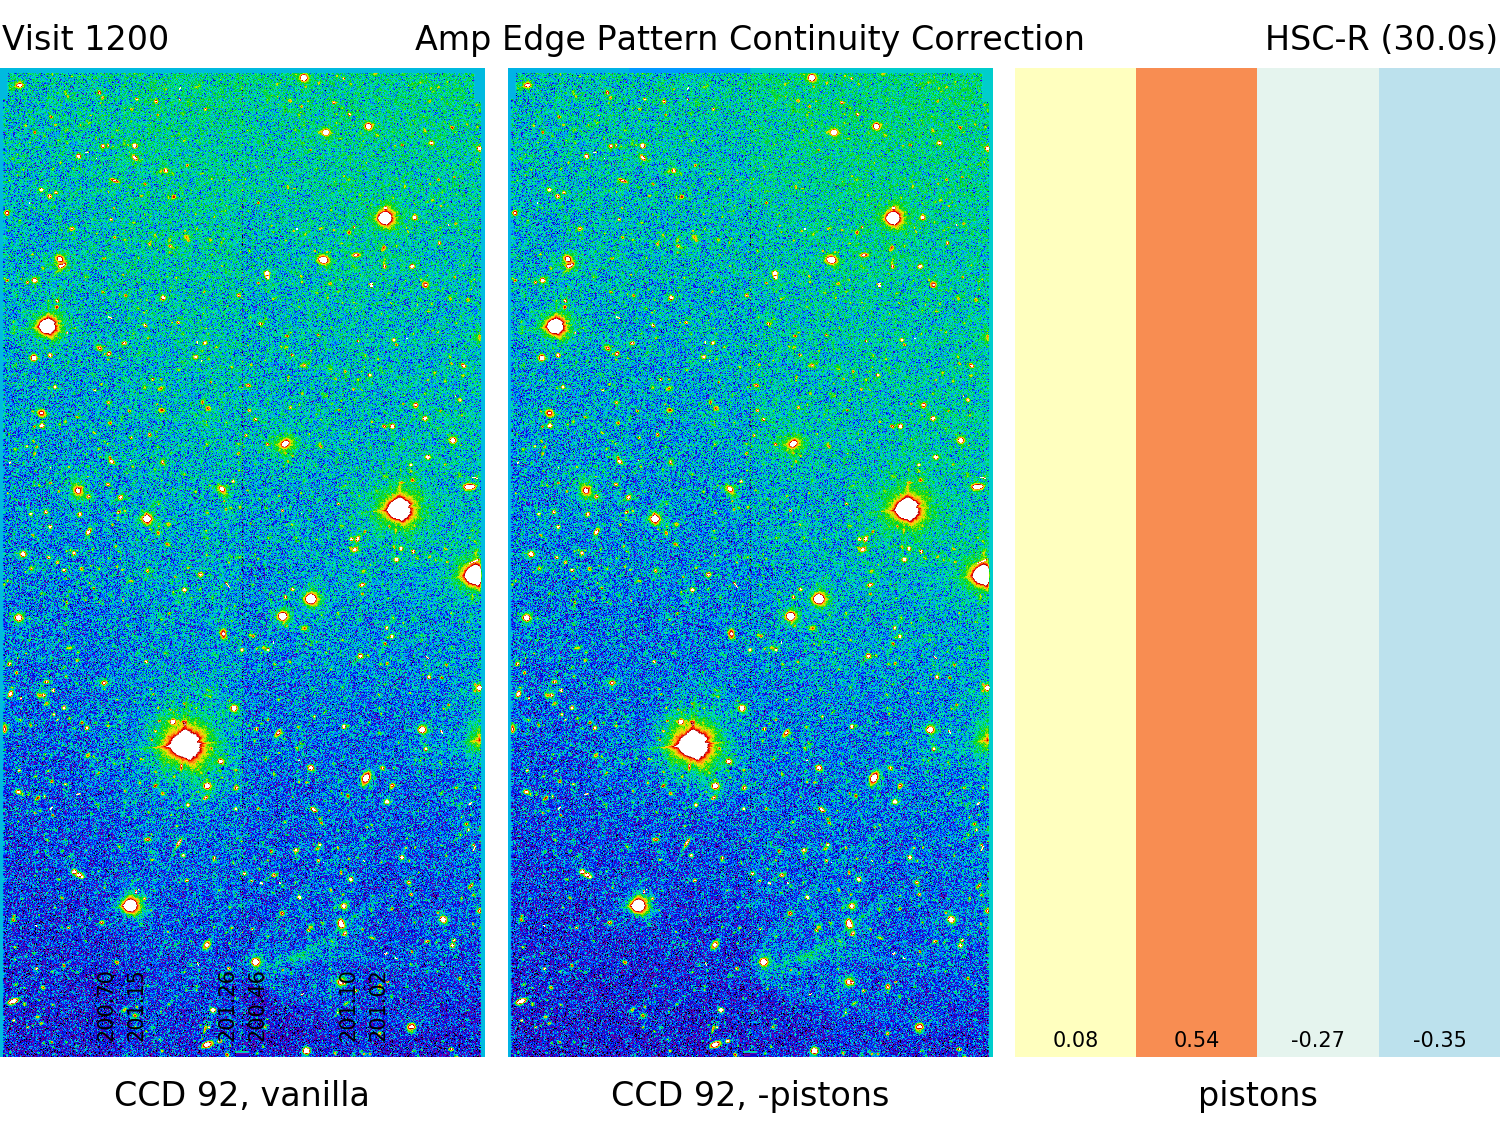 Visit 1200 Amp Edge Pattern Continuity Correction HSC-R (30.0s)
200.70
201.15
201.26
200.46
201.10
201.02
0.08 0.54 -0.27 -0.35
CCD 92, vanilla CCD 92, -pistons pistons